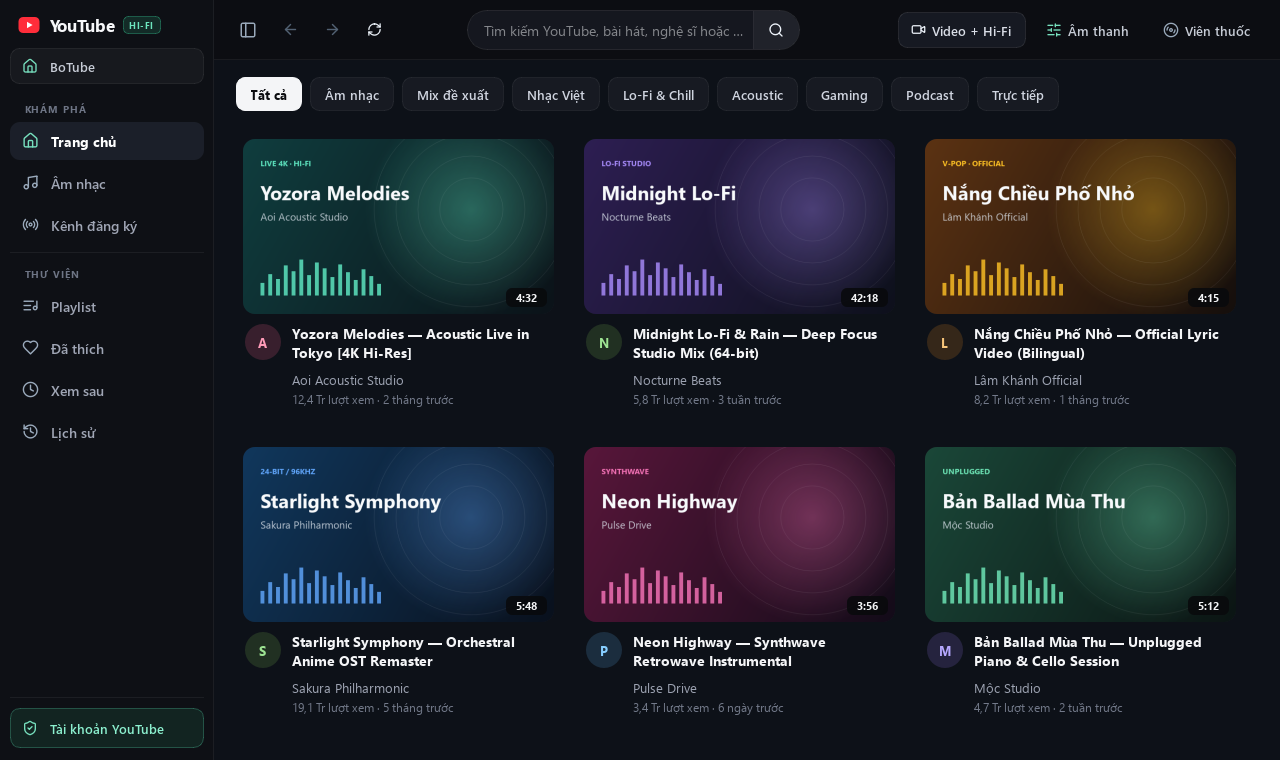 YouTube HI-FI
BoTube
KHÁM PHÁ
Trang chủ
Âm nhạc
Kênh đăng ký
THƯ VIỆN
Playlist
Đã thích
Xem sau
Lịch sử
Tài khoản YouTube
Tìm kiếm YouTube, bài hát, nghệ sĩ hoặc ...
Video + Hi-Fi
Âm thanh
Viên thuốc
Tất cả
Âm nhạc
Mix đề xuất
Nhạc Việt
Lo-Fi & Chill
Acoustic
Gaming
Podcast
Trực tiếp
LIVE 4K · HI-FI
Yozora Melodies
Aoi Acoustic Studio
4:32
A
Yozora Melodies — Acoustic Live in
Tokyo [4K Hi-Res]
Aoi Acoustic Studio
12,4 Tr lượt xem · 2 tháng trước
LO-FI STUDIO
Midnight Lo-Fi
Nocturne Beats
42:18
N
Midnight Lo-Fi & Rain — Deep Focus
Studio Mix (64-bit)
Nocturne Beats
5,8 Tr lượt xem · 3 tuần trước
V-POP · OFFICIAL
Nắng Chiều Phố Nhỏ
Lâm Khánh Official
4:15
L
Nắng Chiều Phố Nhỏ — Official Lyric
Video (Bilingual)
Lâm Khánh Official
8,2 Tr lượt xem · 1 tháng trước
24-BIT / 96KHZ
Starlight Symphony
Sakura Philharmonic
5:48
S
Starlight Symphony — Orchestral
Anime OST Remaster
Sakura Philharmonic
19,1 Tr lượt xem · 5 tháng trước
SYNTHWAVE
Neon Highway
Pulse Drive
3:56
P
Neon Highway — Synthwave
Retrowave Instrumental
Pulse Drive
3,4 Tr lượt xem · 6 ngày trước
UNPLUGGED
Bản Ballad Mùa Thu
Mộc Studio
5:12
M
Bản Ballad Mùa Thu — Unplugged
Piano & Cello Session
Mộc Studio
4,7 Tr lượt xem · 2 tuần trước